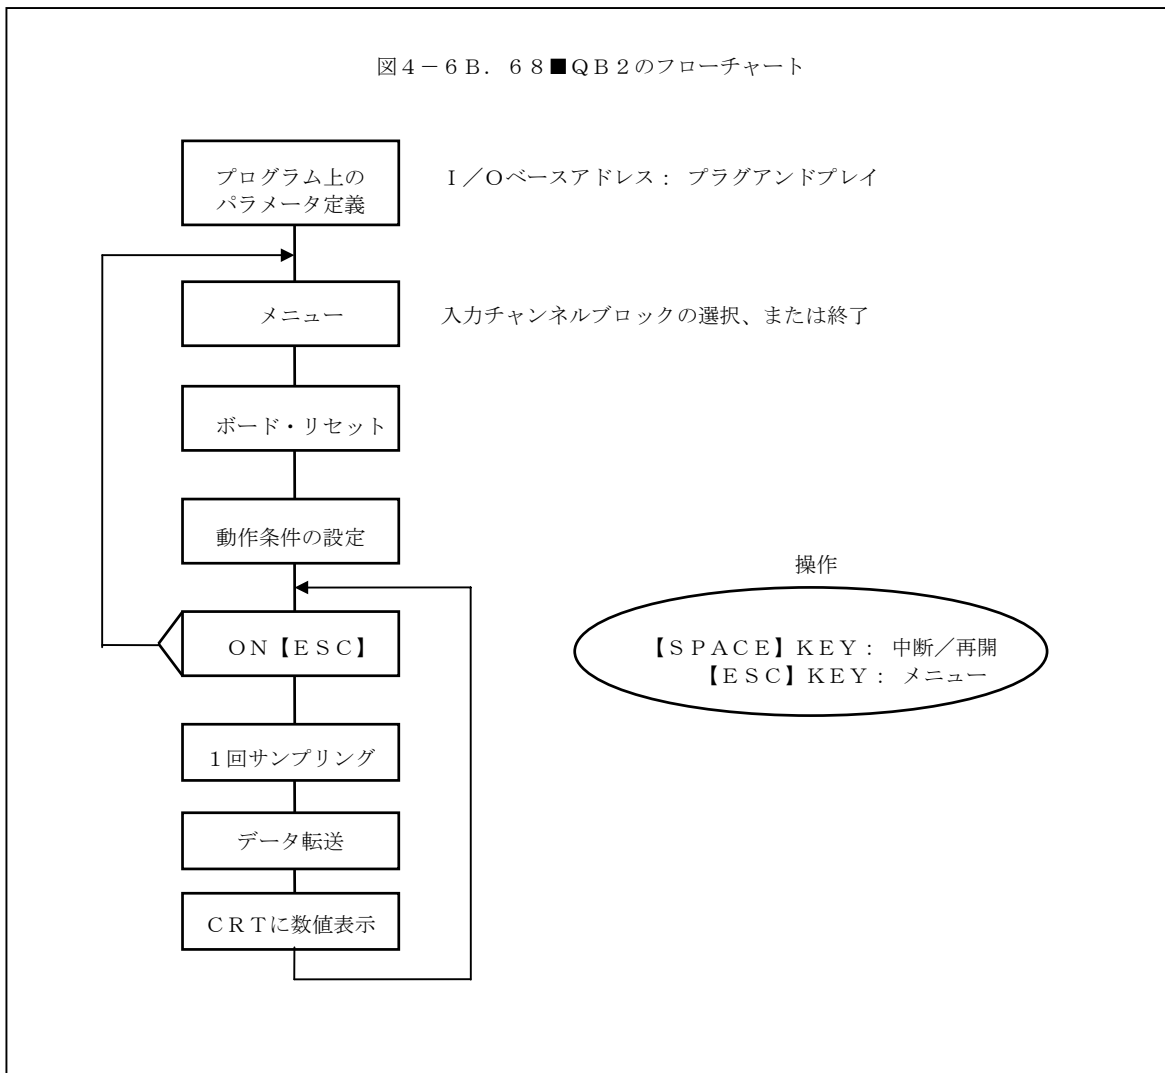 図4－6B．68■QB2のフローチャート
プログラム上の
パラメータ定義
I／Oベースアドレス： プラグアンドプレイ
メニュー
入力チャンネルブロックの選択、または終了
ボード・リセット
動作条件の設定
操作
ON【ESC】
【SPACE】KEY： 中断／再開
【ESC】KEY： メニュー
1回サンプリング
データ転送
CRTに数値表示